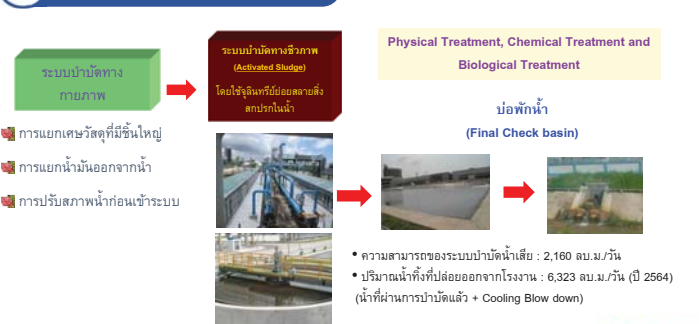 ระบบบำบัดทาง
กายภาพ
การแยกเศษวัสดุที่มีชิ้นใหญ่
การแยกน้ำมันออกจากน้ำ
การปรับสภาพน้ำก่อนเข้าระบบ
ระบบบำบัดทางชีวภาพ
(Activated Sludge)
โดยใช้จุลินทรีย์ย่อยสลายสิ่ง
สกปรกในน้ำ
Physical Treatment, Chemical Treatment and
Biological Treatment
บ่อพักน้ำ
(Final Check basin)
• ความสามารถของระบบบำบัดน้ำเสีย : 2,160 ลบ.ม./วัน
• ปริมาณน้ำทิ้งที่ปล่อยออกจากโรงงาน : 6,323 ลบ.ม./วัน (ปี 2564)
(น้ำที่ผ่านการบำบัดแล้ว + Cooling Blow down)